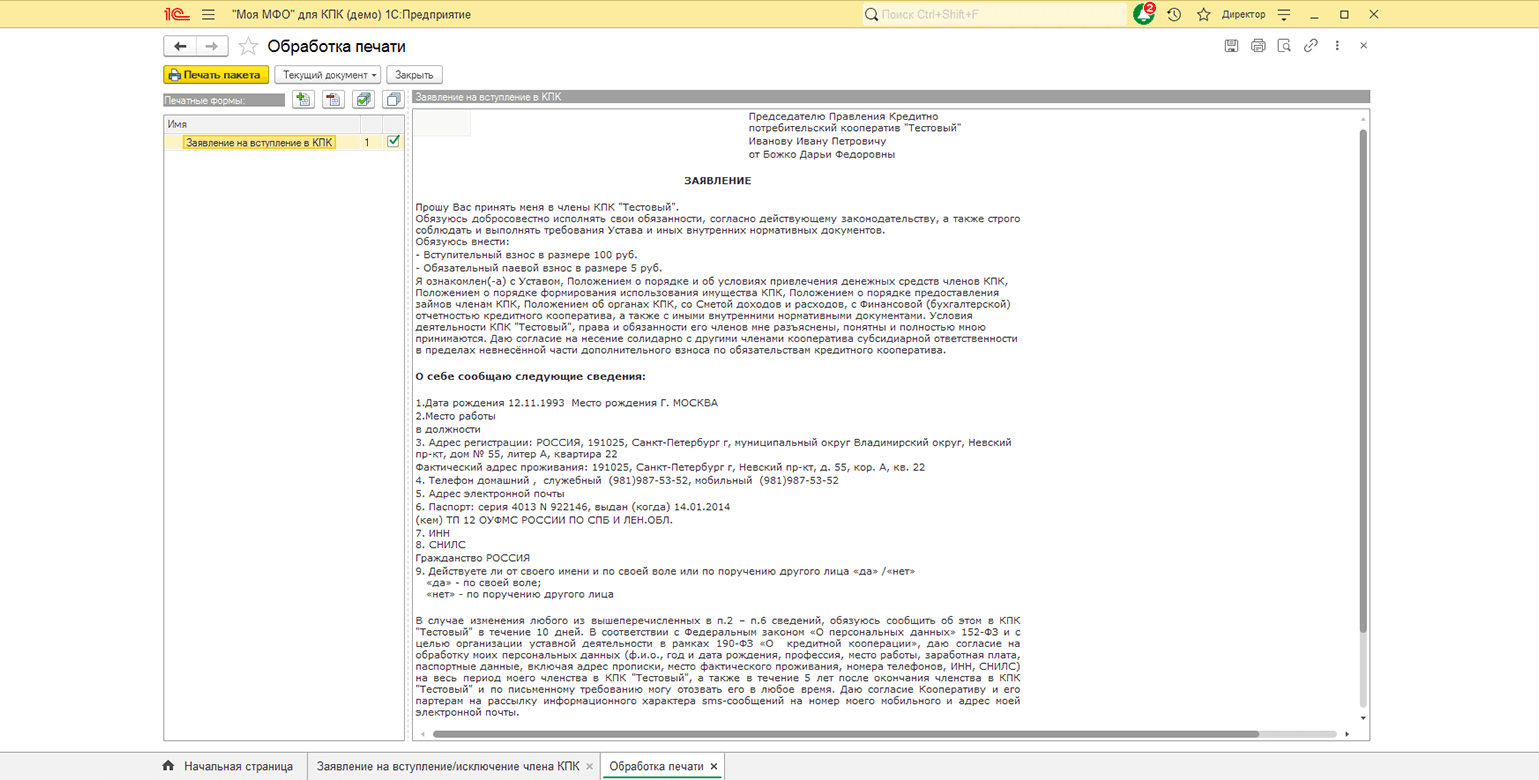 1С "Моя МФО" для КПК (демо) 1С:Предприятие
Поиск Ctrl+Shift+F
2
Директор
Обработка печати
Печать пакета
Текущий документ
Закрыть
Печатные формы:
Имя
Заявление на вступление в КПК 1
Заявление на вступление в КПК
Председателю Правления Кредитно
потребительский кооператив "Тестовый"
Иванову Ивану Петровичу
от Божко Дарьи Федоровны
ЗАЯВЛЕНИЕ
Прошу Вас принять меня в члены КПК "Тестовый".
Обязуюсь добросовестно исполнять свои обязанности, согласно действующему законодательству, а также строго
соблюдать и выполнять требования Устава и иных внутренних нормативных документов.
Обязуюсь внести:
- Вступительный взнос в размере 100 руб.
- Обязательный паевой взнос в размере 5 руб.
Я ознакомлен(-а) с Уставом, Положением о порядке и об условиях привлечения денежных средств членов КПК,
Положением о порядке формирования использования имущества КПК, Положением о порядке предоставления
займов членам КПК, Положением об органах КПК, со Сметой доходов и расходов, с Финансовой (бухгалтерской)
отчетностью кредитного кооператива, а также с иными внутренними нормативными документами. Условия
деятельности КПК "Тестовый", права и обязанности его членов мне разъяснены, понятны и полностью мною
принимаются. Даю согласие на несение солидарно с другими членами кооператива субсидиарной ответственности
в пределах невнесённой части дополнительного взноса по обязательствам кредитного кооператива.
О себе сообщаю следующие сведения:
1.Дата рождения 12.11.1993 Место рождения Г. МОСКВА
2.Место работы
в должности
3. Адрес регистрации: РОССИЯ, 191025, Санкт-Петербург г, муниципальный округ Владимирский округ, Невский
пр-кт, дом № 55, литер А, квартира 22
Фактический адрес проживания: 191025, Санкт-Петербург г, Невский пр-кт, д. 55, кор. А, кв. 22
4. Телефон домашний , служебный (981)987-53-52, мобильный (981)987-53-52
5. Адрес электронной почты
6. Паспорт: серия 4013 N 922146, выдан (когда) 14.01.2014
(кем) ТП 12 ОУФМС РОССИИ ПО СПБ И ЛЕН.ОБЛ.
7. ИНН
8. СНИЛС
Гражданство РОССИЯ
9. Действуете ли от своего имени и по своей воле или по поручению другого лица «да» /«нет»
«да» - по своей воле;
«нет» - по поручению другого лица
В случае изменения любого из вышеперечисленных в п.2 – п.6 сведений, обязуюсь сообщить об этом в КПК
"Тестовый" в течение 10 дней. В соответствии с Федеральным законом «О персональных данных» 152-ФЗ и с
целью организации уставной деятельности в рамках 190-ФЗ «О кредитной кооперации», даю согласие на
обработку моих персональных данных (ф.и.о., год и дата рождения, профессия, место работы, заработная плата,
паспортные данные, включая адрес прописки, место фактического проживания, номера телефонов, ИНН, СНИЛС)
на весь период моего членства в КПК "Тестовый", а также в течение 5 лет после окончания членства в КПК
"Тестовый" и по письменному требованию могу отозвать его в любое время. Даю согласие Кооперативу и его
партерам на рассылку информационного характера sms-сообщений на номер моего мобильного и адрес моей
электронной почты.
Начальная страница
Заявление на вступление/исключение члена КПК
Обработка печати